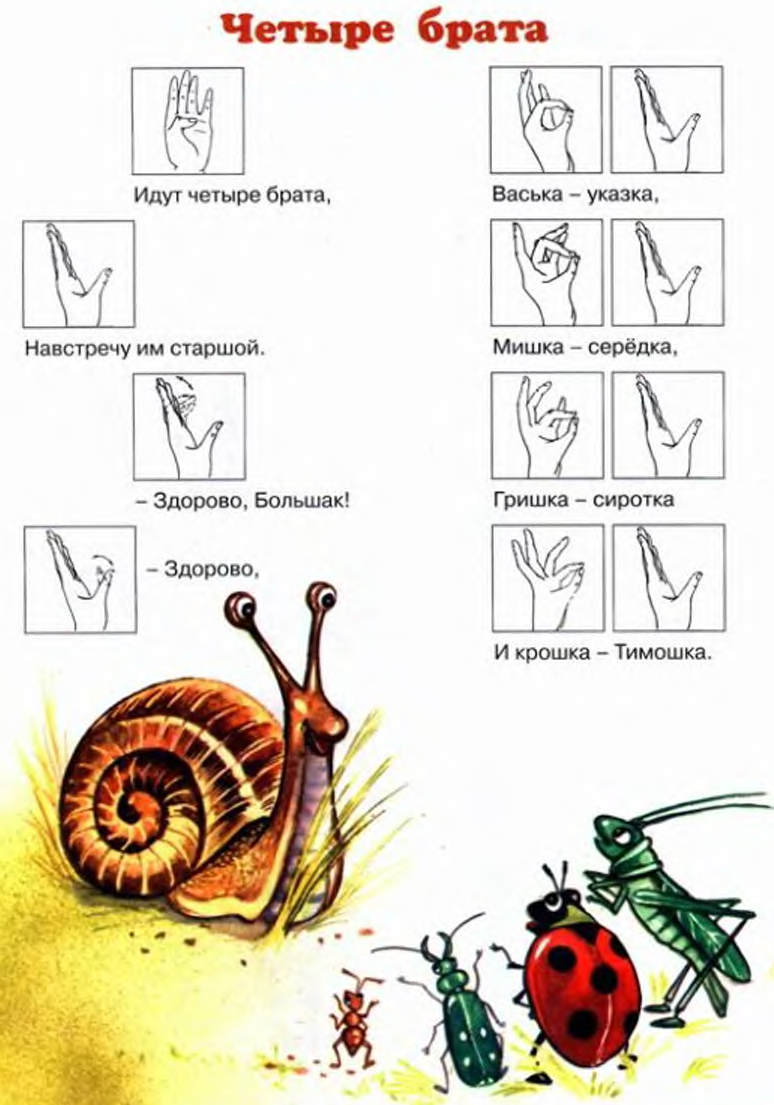 Четыре брата
Идут четыре брата,
Навстречу им старшой.
– Здорово, Большак!
– Здорово,
Васька – указка,
Мишка – серёдка,
Гришка – сиротка
И крошка – Тимошка.